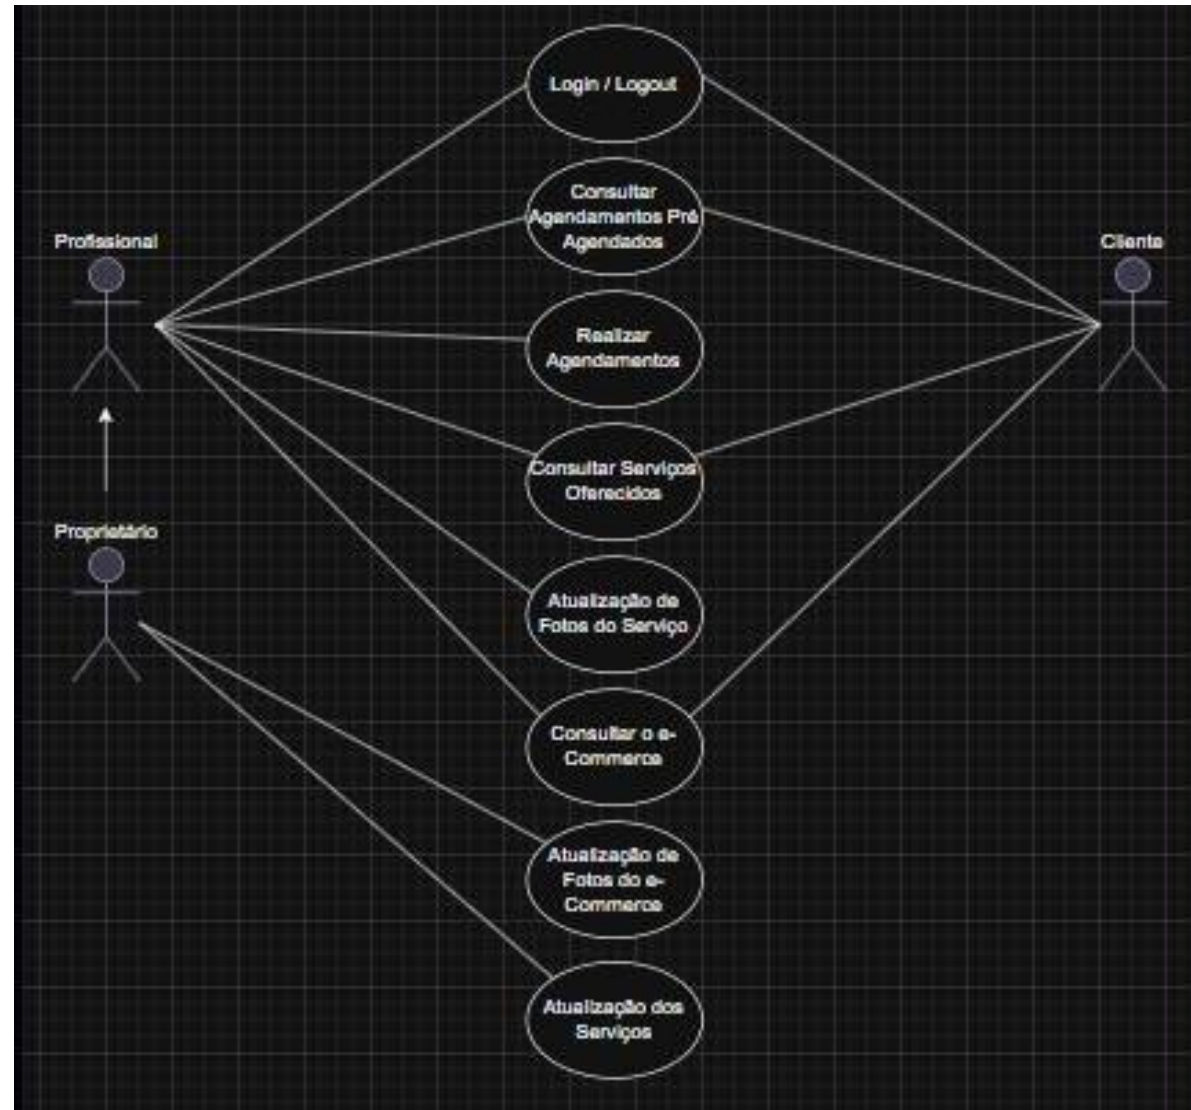 Login / Logout
Consultar
Agendamentos Pré
Agendados
Profissional
Cliente
Realizar
Agendamentos
Consultar Serviços
Oferecidos
Proprietário
Atualização de
Fotos do Serviço
Consultar o e-
Commerce
Atualização de
Fotos do e-
Commerce
Atualização dos
Serviços